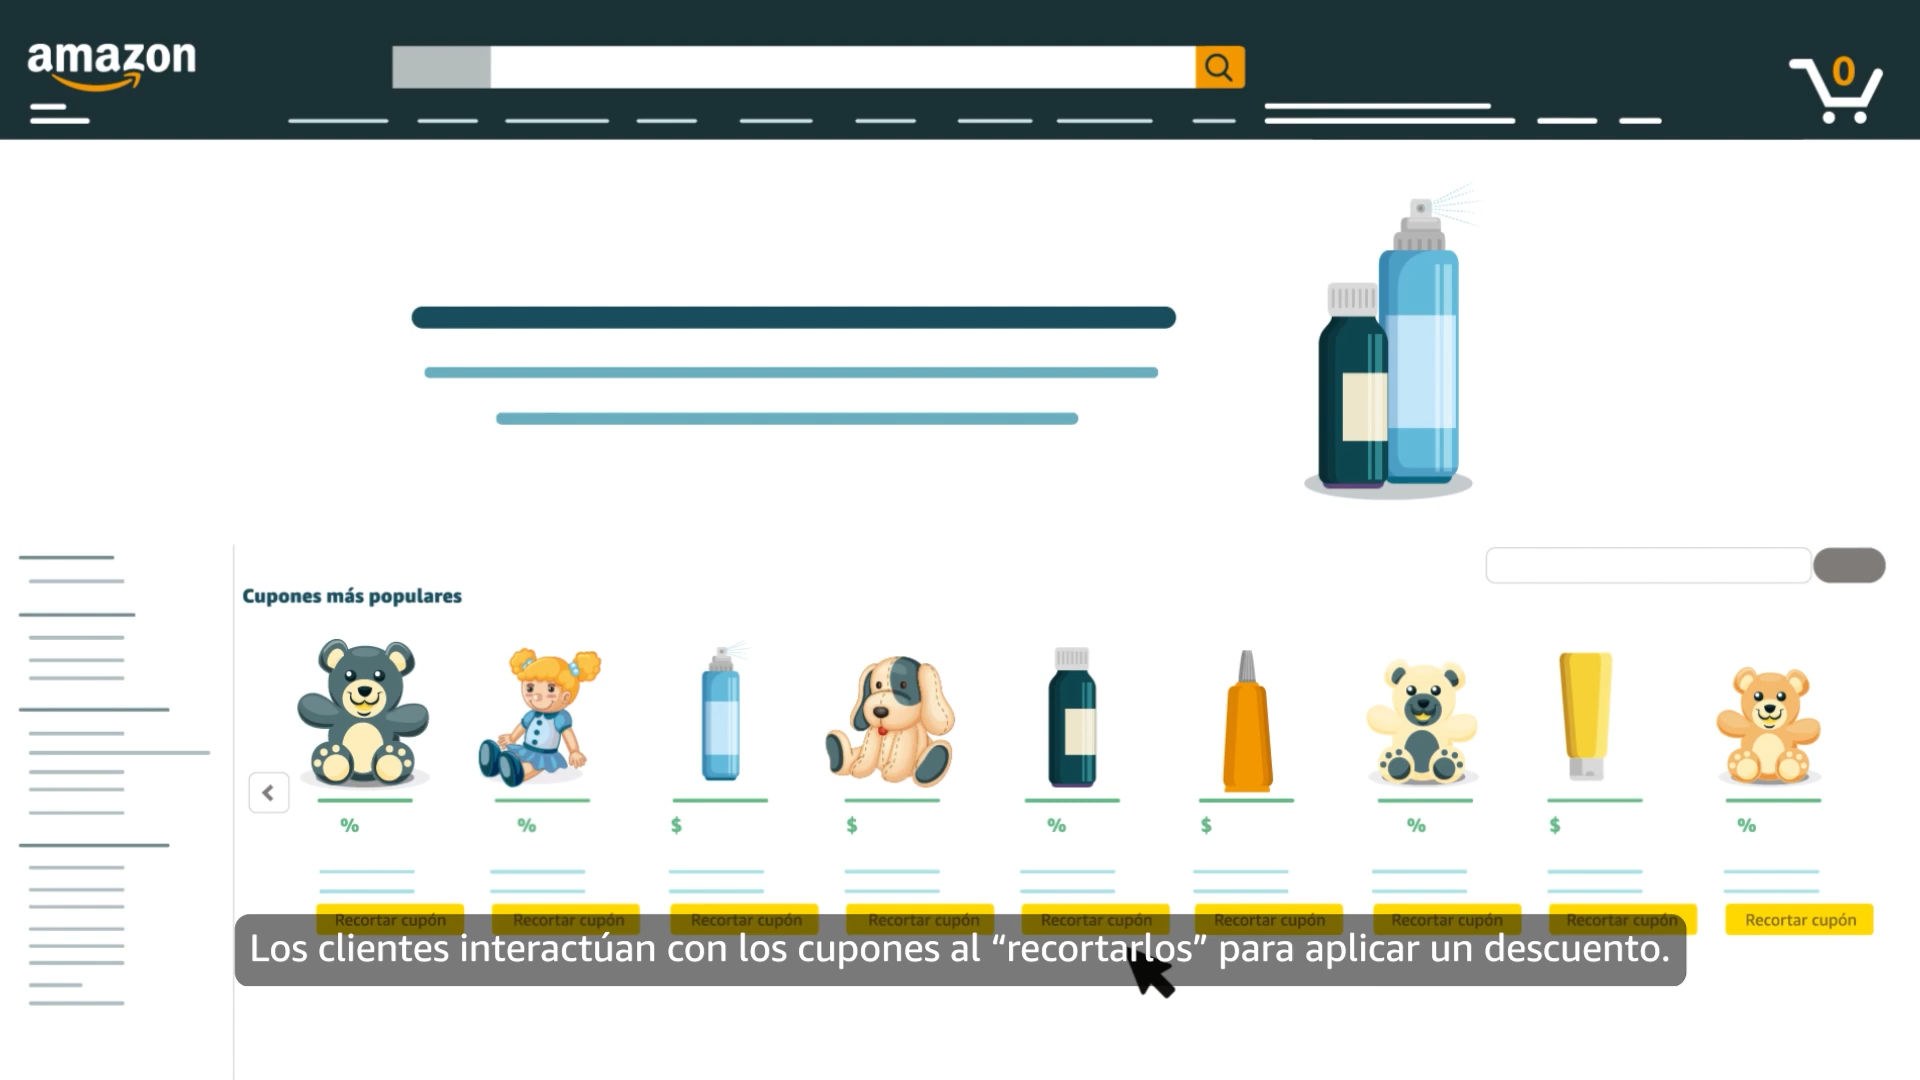 amazon
0
Cupones más populares
% % $ $ % $ % $ %
Recortar cupón Recortar cupón Recortar cupón Recortar cupón Recortar cupón Recortar cupón Recortar cupón Recortar cupón Recortar cupón
Los clientes interactúan con los cupones al “recortarlos” para aplicar un descuento.